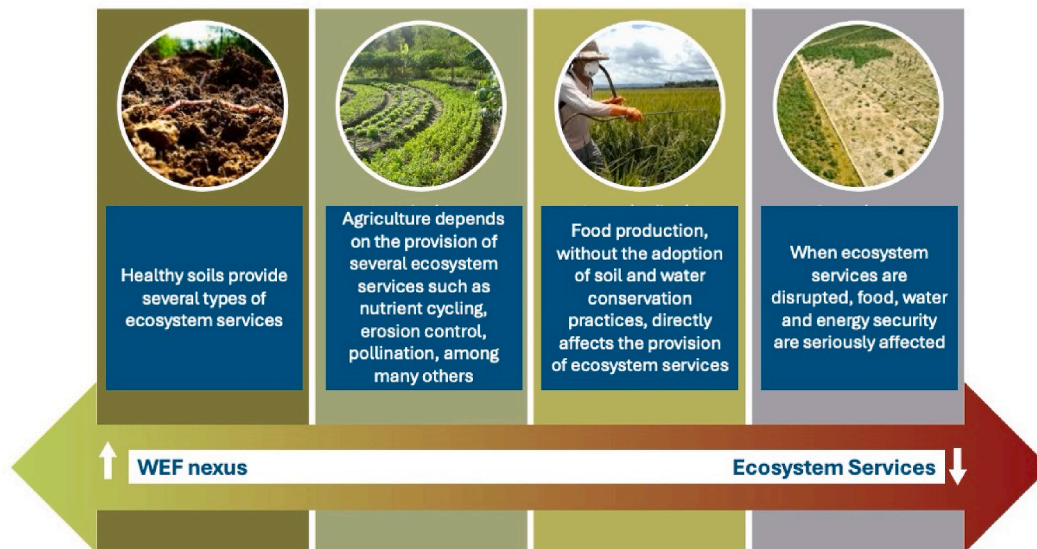 Healthy soils provide
several types of
ecosystem services
Agriculture depends
on the provision of
several ecosystem
services such as
nutrient cycling,
erosion control,
pollination, among
many others
Food production,
without the adoption
of soil and water
conservation
practices, directly
affects the provision
of ecosystem services
When ecosystem
services are
disrupted, food, water
and energy security
are seriously affected
WEF nexus
Ecosystem Services